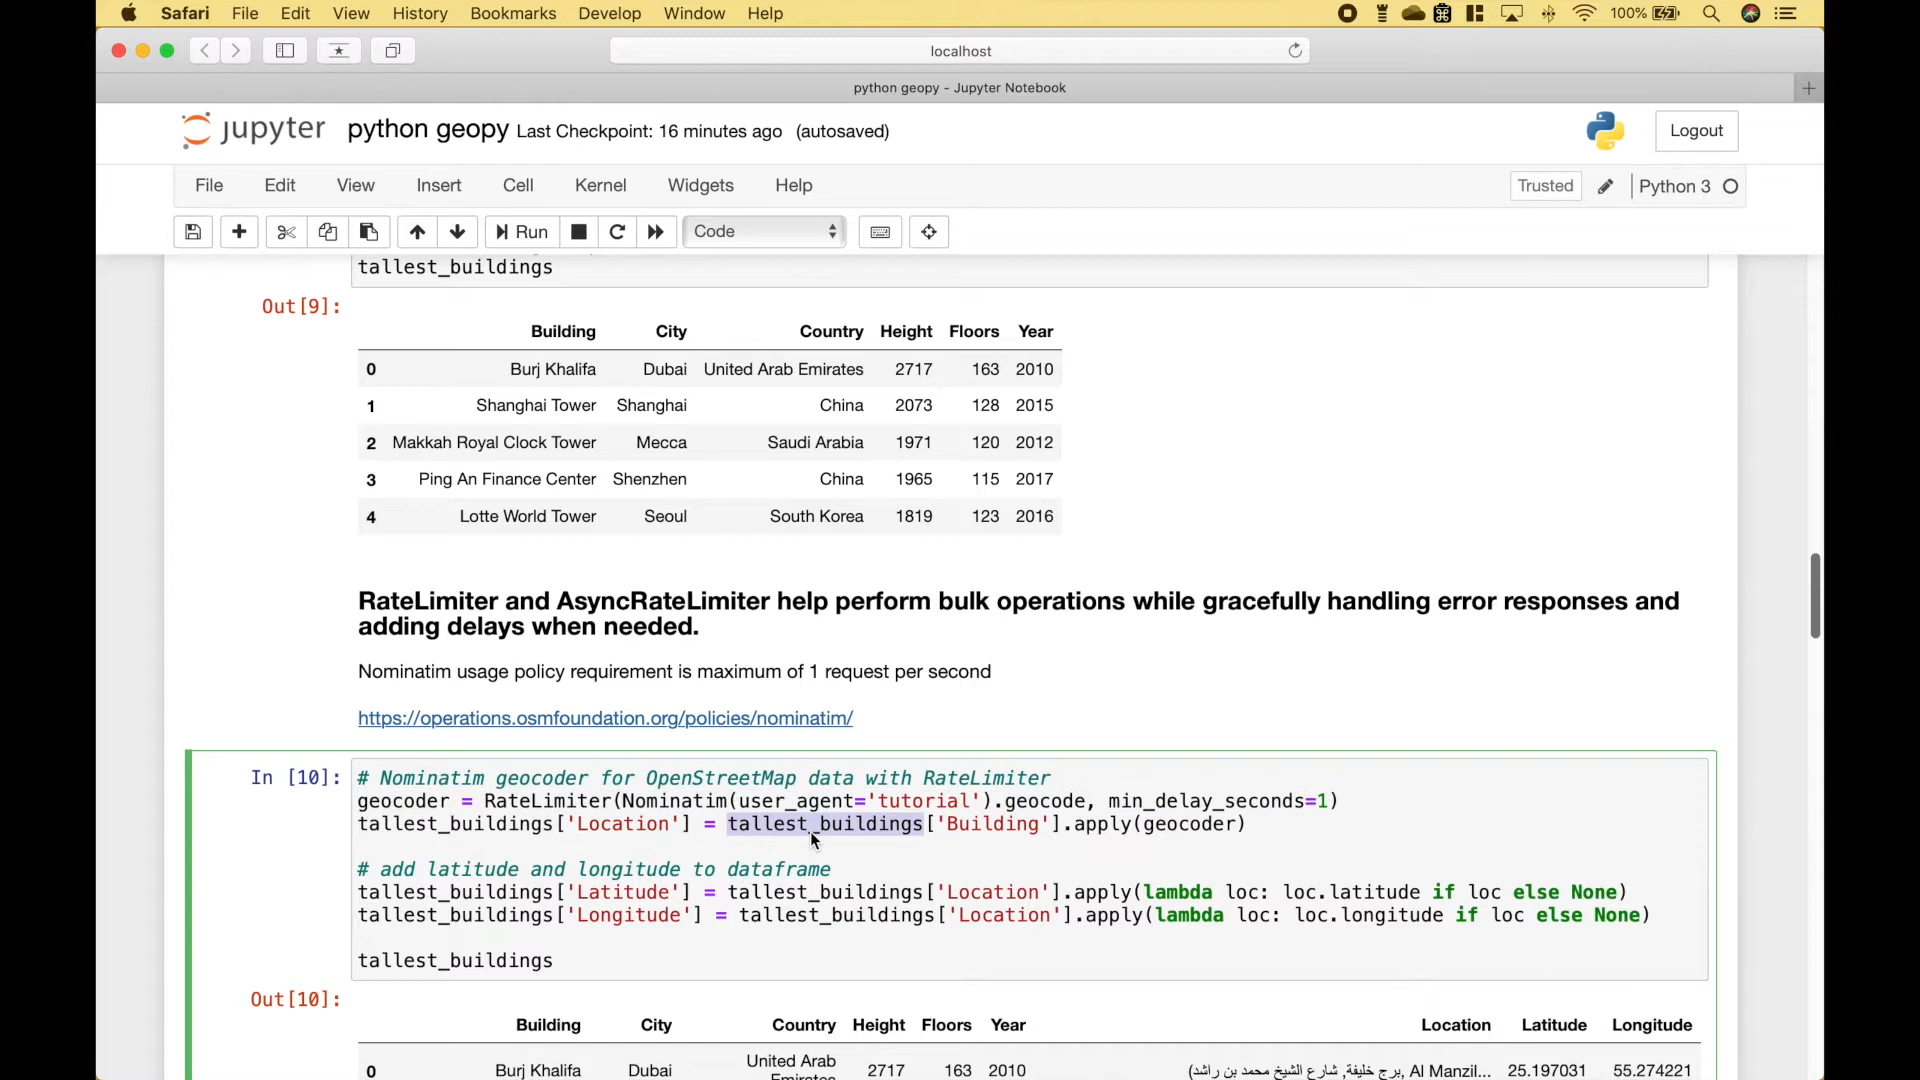 Safari File Edit View History Bookmarks Develop Window Help 100%
localhost
python geopy - Jupyter Notebook
jupyter python geopy Last Checkpoint: 16 minutes ago (autosaved) Logout
File Edit View Insert Cell Kernel Widgets Help Trusted Python 3
Run Code
tallest_buildings
Out[9]:
Building City Country Height Floors Year
0 Burj Khalifa Dubai United Arab Emirates 2717 163 2010
1 Shanghai Tower Shanghai China 2073 128 2015
2 Makkah Royal Clock Tower Mecca Saudi Arabia 1971 120 2012
3 Ping An Finance Center Shenzhen China 1965 115 2017
4 Lotte World Tower Seoul South Korea 1819 123 2016
RateLimiter and AsyncRateLimiter help perform bulk operations while gracefully handling error responses and
adding delays when needed.
Nominatim usage policy requirement is maximum of 1 request per second
https://operations.osmfoundation.org/policies/nominatim/
In [10]: # Nominatim geocoder for OpenStreetMap data with RateLimiter
geocoder = RateLimiter(Nominatim(user_agent='tutorial').geocode, min_delay_seconds=1)
tallest_buildings['Location'] = tallest_buildings['Building'].apply(geocoder)
# add latitude and longitude to dataframe
tallest_buildings['Latitude'] = tallest_buildings['Location'].apply(lambda loc: loc.latitude if loc else None)
tallest_buildings['Longitude'] = tallest_buildings['Location'].apply(lambda loc: loc.longitude if loc else None)
tallest_buildings
Out[10]:
Building City Country Height Floors Year Location Latitude Longitude
0 Burj Khalifa Dubai United Arab Emirates 2717 163 2010 (برج خليفة, شارع الشيخ محمد بن راشد, Al Manzil... 25.197031 55.274221